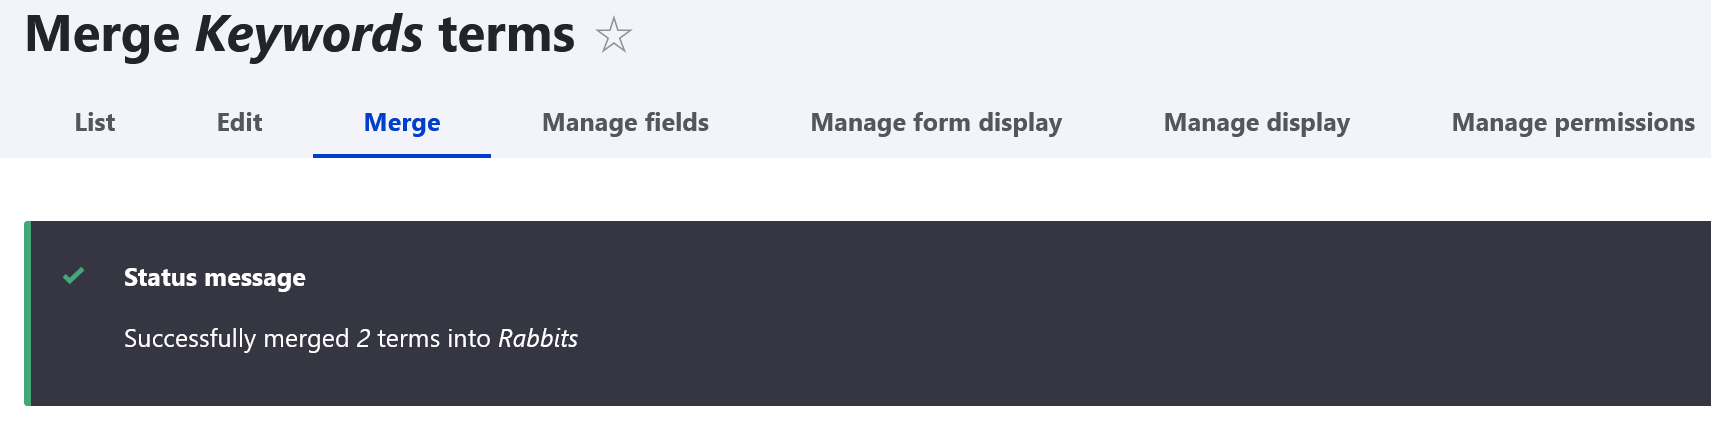 Merge Keywords terms
List Edit Merge Manage fields Manage form display Manage display Manage permissions
Status message
Successfully merged 2 terms into Rabbits